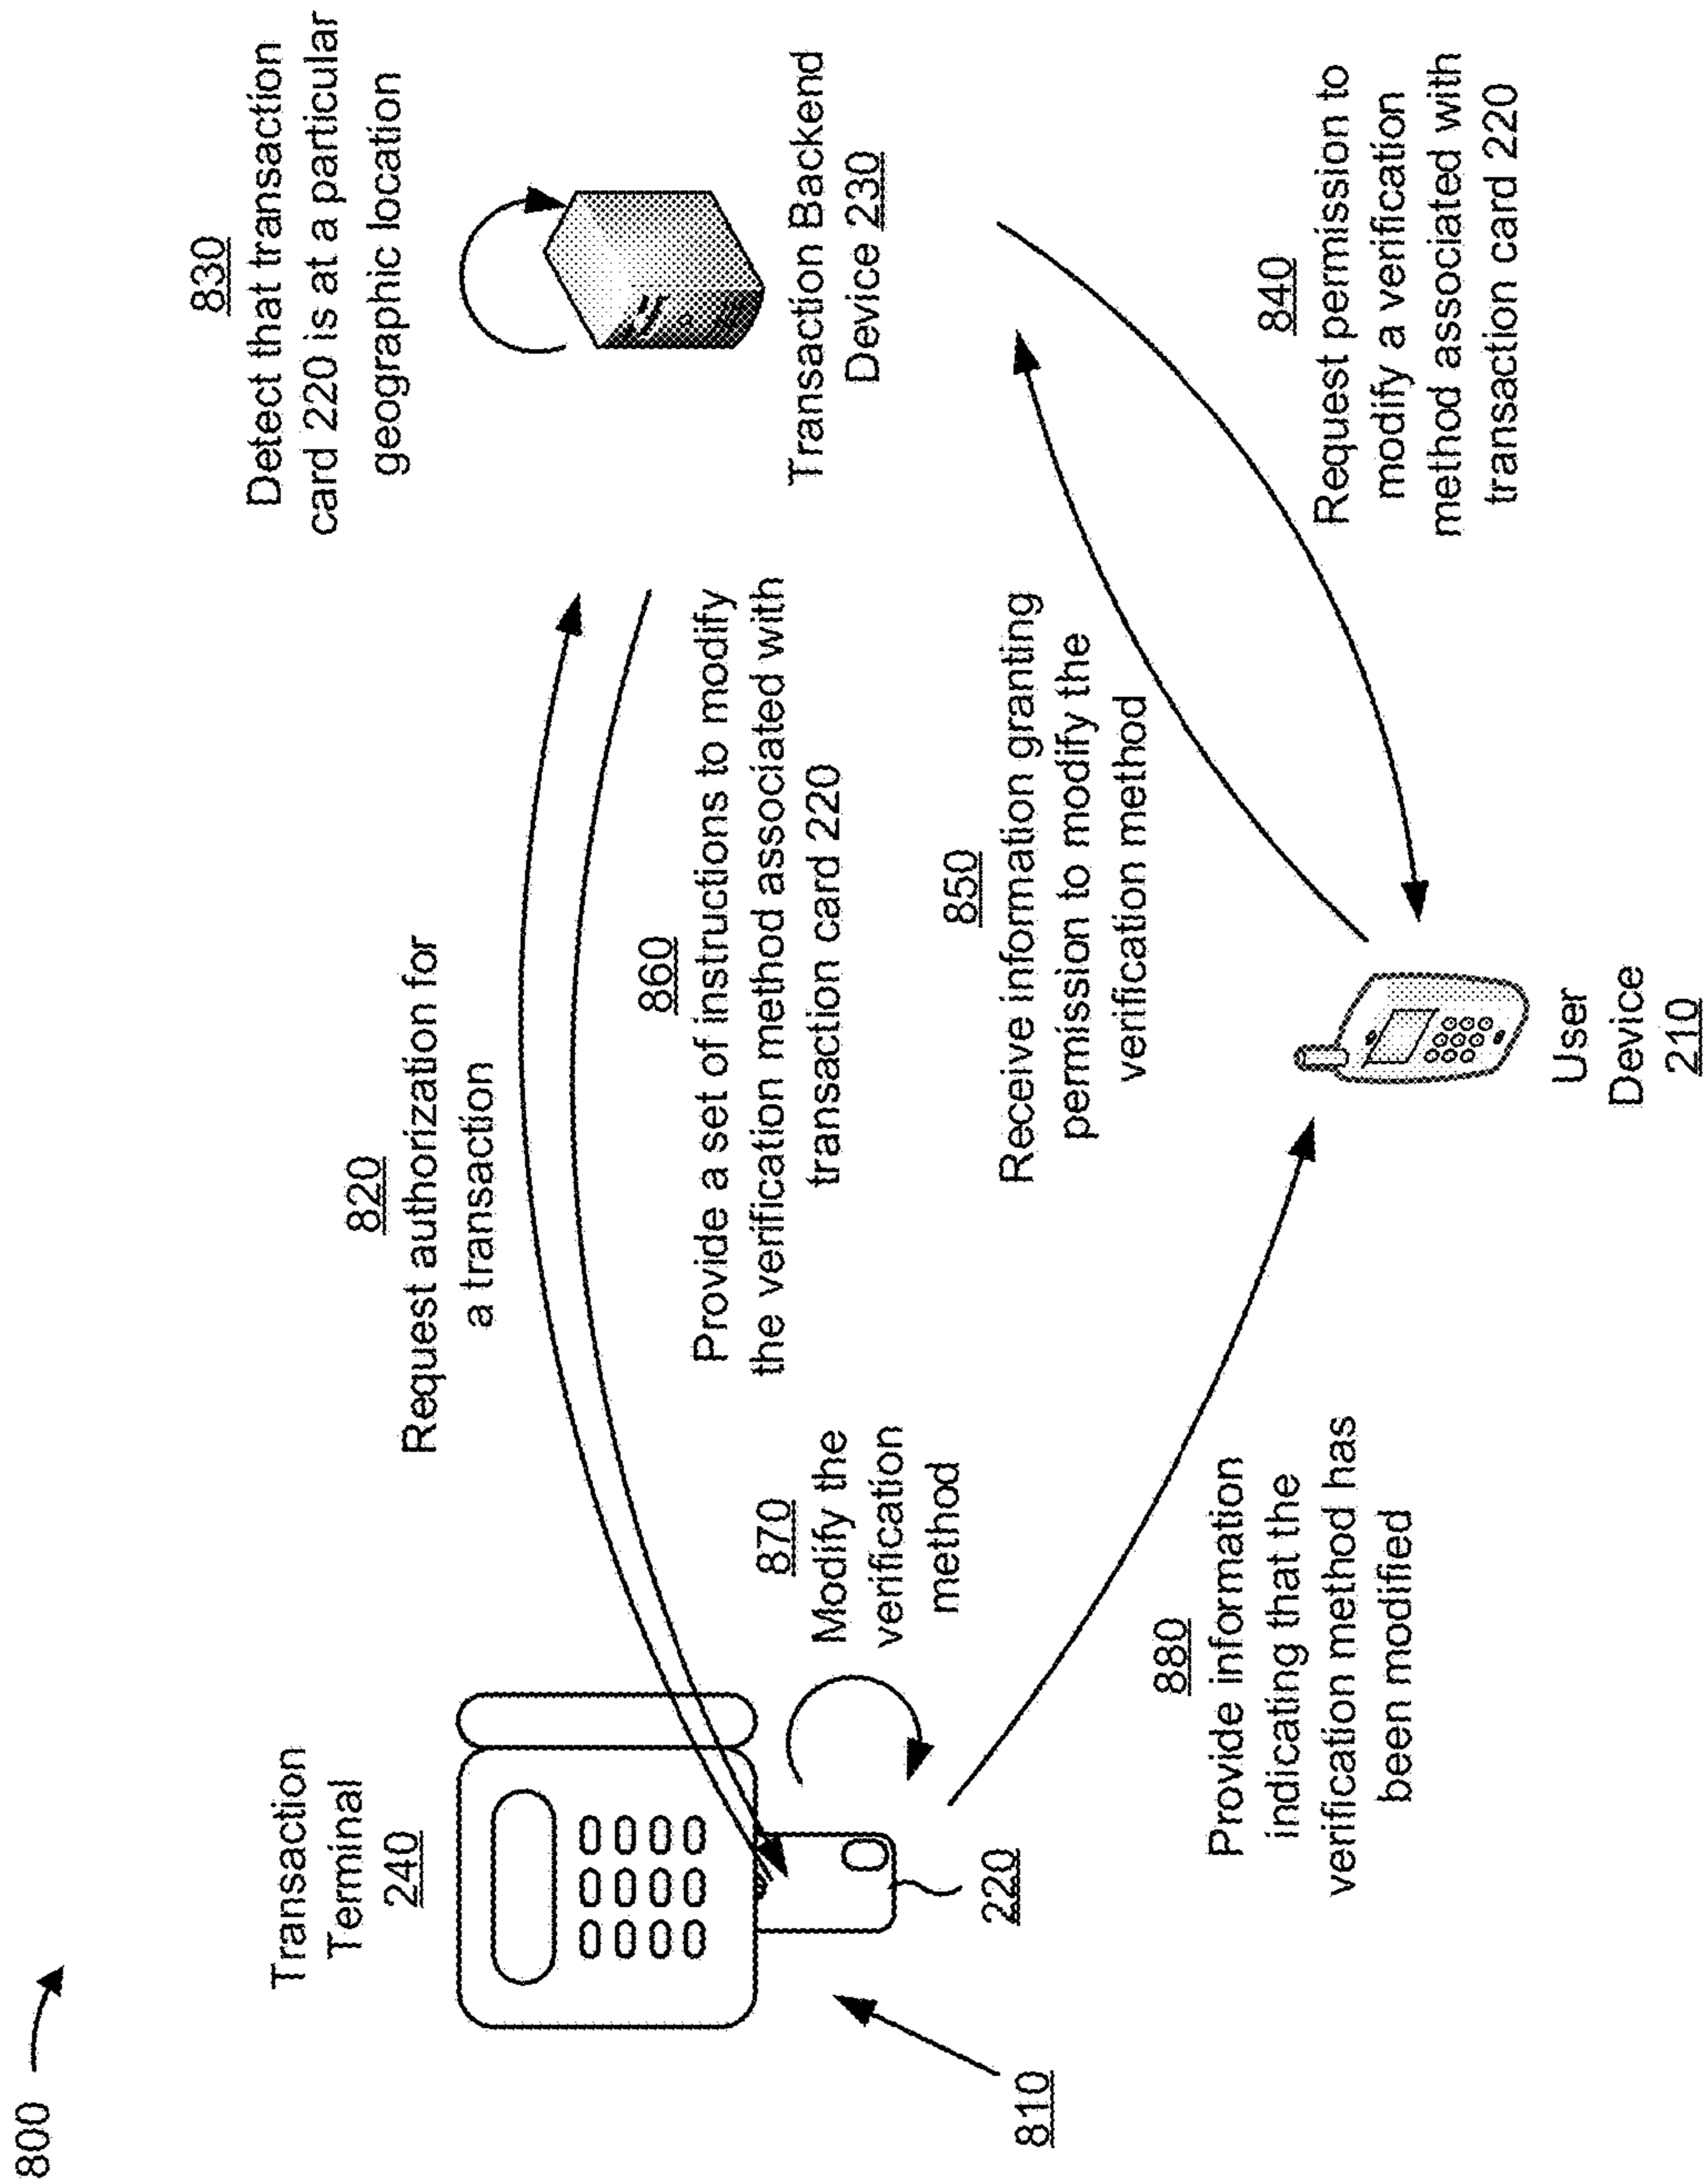 800
Transaction
Terminal
240
820
Request authorization for
a transaction
830
Detect that transaction
card 220 is at a particular
geographic location
860
Provide a set of instructions to modify
the verification method associated with
transaction card 220
Transaction Backend
Device 230
870
Modify the
verification
method
220
810
850
Receive information granting
permission to modify the
verification method
840
Request permission to
modify a verification
method associated with
transaction card 220
880
Provide information
indicating that the
verification method has
been modified
User
Device
210